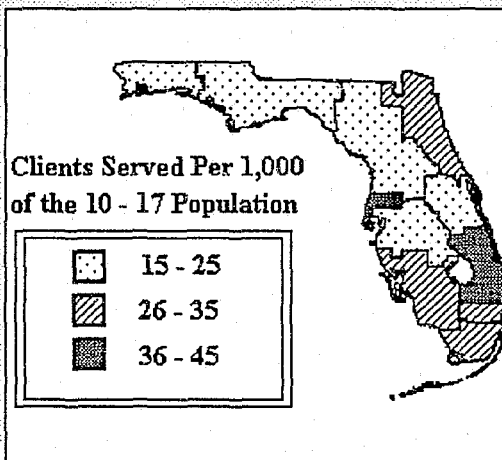 Clients Served Per 1,000
of the 10 - 17 Population
15 - 25
26 - 35
36 - 45